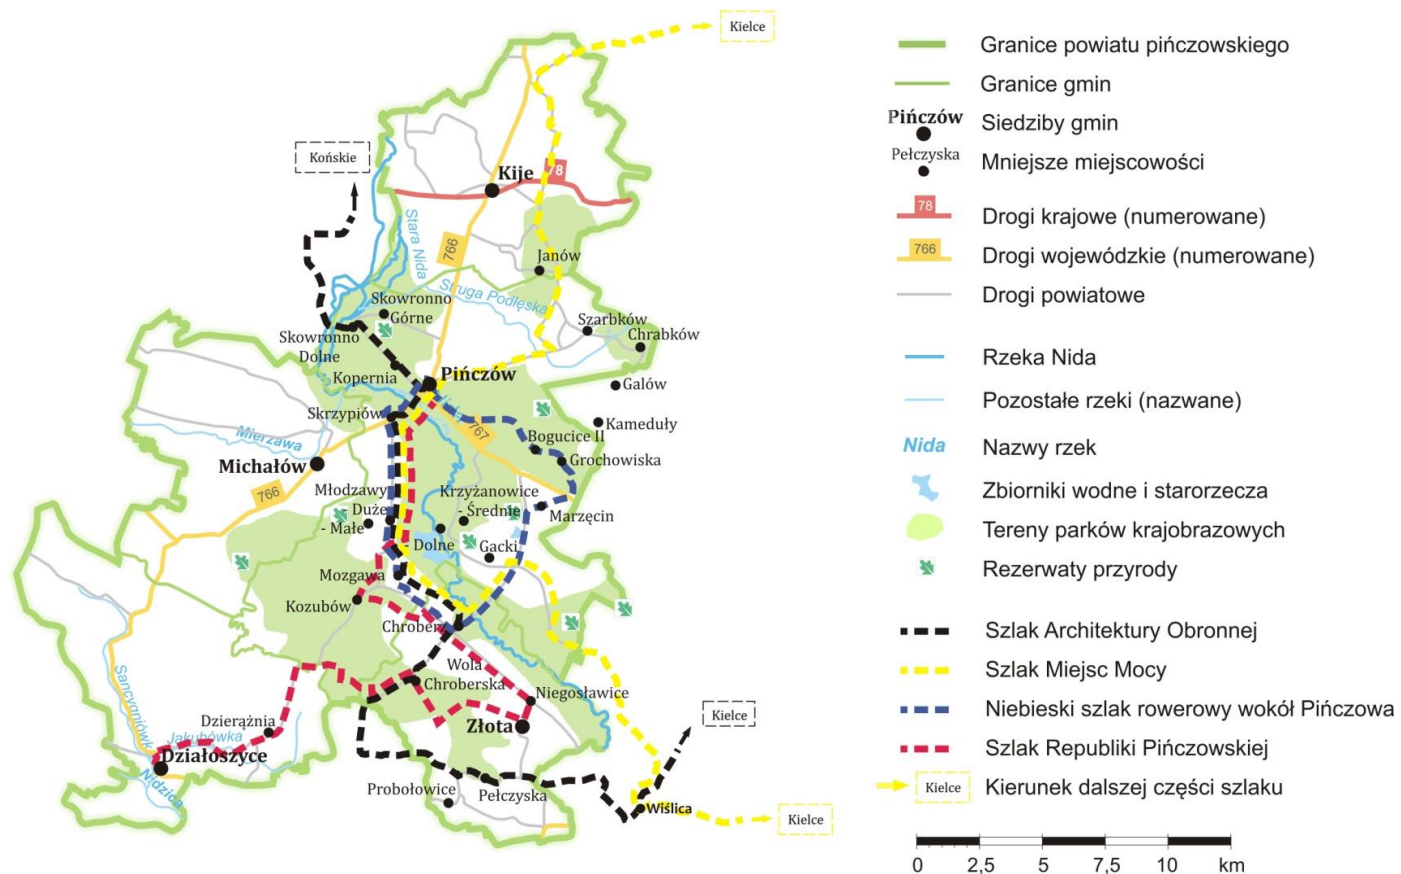 Kielce
Końskie
Kije
78
766
Stara Nida
Janów
Struga Podłęska
Skowronno
Górne
Szarbków
Chrabków
Skowronno
Dolne
Kopernia
Pińczów
Galów
Skrzypiów
Kameduły
Mierzawa
767
Bogucice II
Grochowiska
Michałów
766
Młodzawy
- Duże
- Małe
Krzyżanowice
- Średnie
- Dolne
Marzęcin
Gacki
Mozgawa
Kozubów
Chroberz
Wola
Chroberska
Niegosławice
Sancygniówka
Dzierążnia
Jakubówka
Złota
Kielce
Działoszyce
Nidzica
Probołowice
Pełczyska
Wiślica
Kielce
Granice powiatu pińczowskiego
Granice gmin
Pińczów
Siedziby gmin
Pełczyska
Mniejsze miejscowości
78
Drogi krajowe (numerowane)
766
Drogi wojewódzkie (numerowane)
Drogi powiatowe
Rzeka Nida
Pozostałe rzeki (nazwane)
Nida
Nazwy rzek
Zbiorniki wodne i starorzecza
Tereny parków krajobrazowych
Rezerwaty przyrody
Szlak Architektury Obronnej
Szlak Miejsc Mocy
Niebieski szlak rowerowy wokół Pińczowa
Szlak Republiki Pińczowskiej
Kielce
Kierunek dalszej części szlaku
0 2,5 5 7,5 10 km